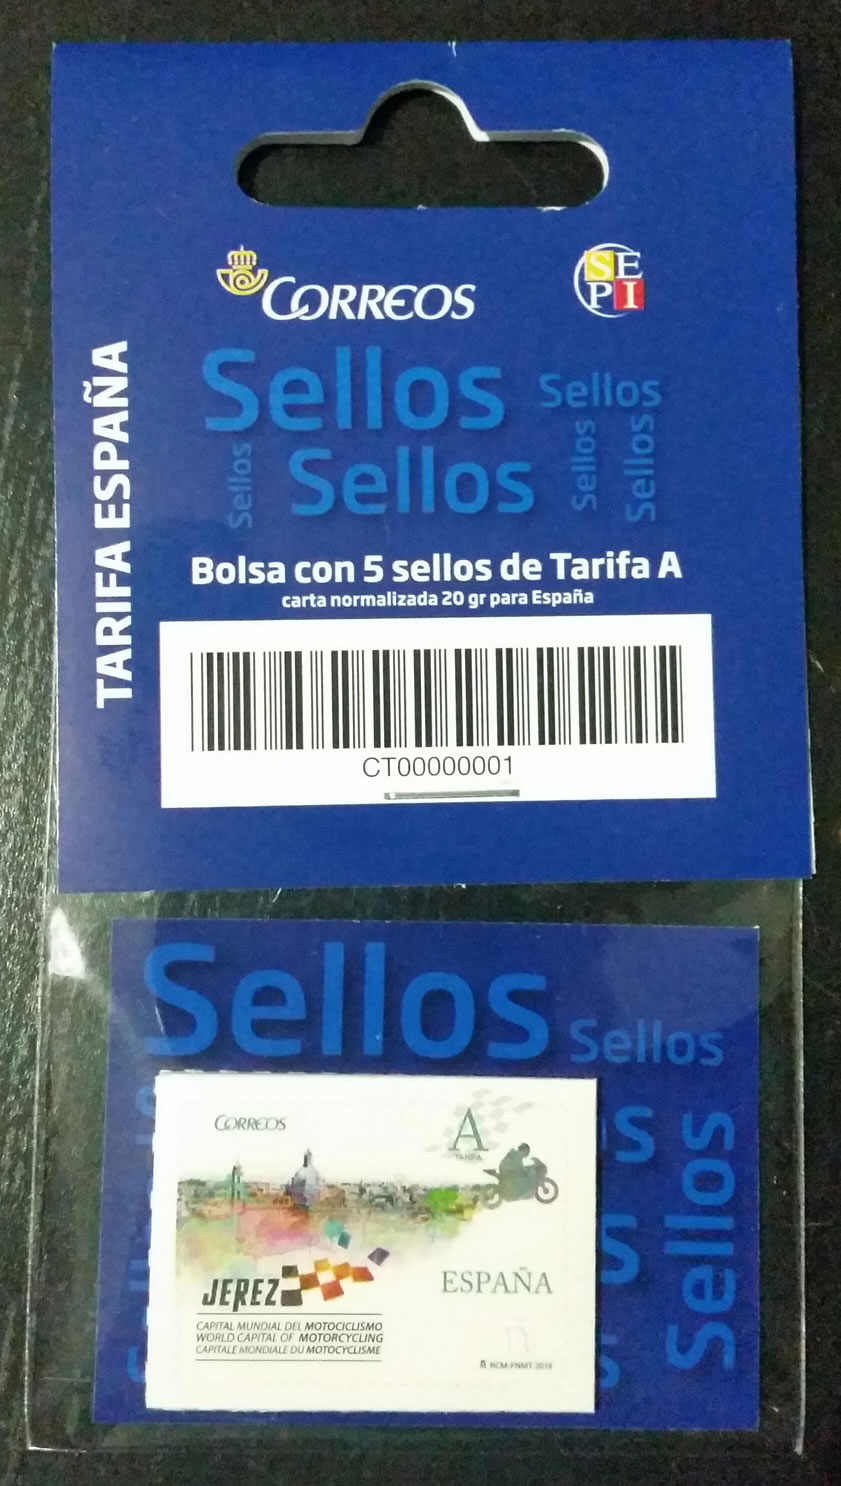 CORREOS
SEPI
TARIFA ESPAÑA
Sellos
Sellos
Sellos
Sellos
Sellos
Sellos
Bolsa con 5 sellos de Tarifa A
carta normalizada 20 gr para España
CT00000001
Sellos
Sellos
Sellos
CORREOS
A
TARIFA
JEREZ
ESPAÑA
CAPITAL MUNDIAL DEL MOTOCICLISMO
WORLD CAPITAL OF MOTORCYCLING
CAPITALE MONDIALE DU MOTOCYCLISME
ñ
RCM-FNMT 2016